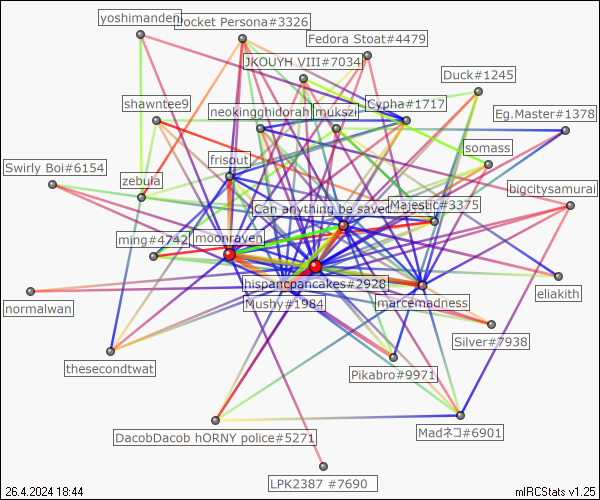 yoshimanden
Pocket Persona#3326
Fedora Stoat#4479
JKOUYH VIII#7034
Duck#1245
shawntee9
neokingghidorah
mukszi
Cypha#1717
Eg.Master#1378
somass
frisout
Swirly Boi#6154
zebula
bigcitysamurai
Can anything be saved
Majestic#3375
ming#4742
moonraven
hispancpancakes#2928
eliakith
Mushy#1984
marcemadness
normalwan
Silver#7938
thesecondtwat
Pikabro#9971
DacobDacob hORNY police#5271
Madネコ#6901
LPK2387 #7690
26.4.2024 18:44
mIRCStats v1.25